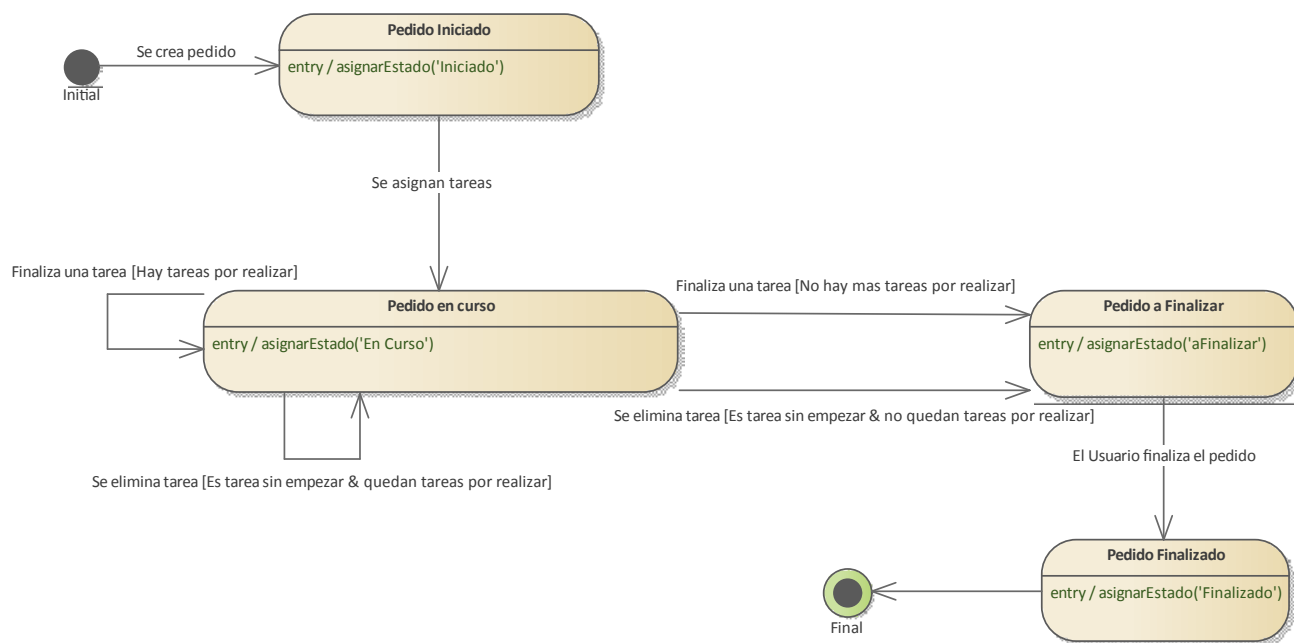 Pedido Iniciado
Se crea pedido
entry / asignarEstado('Iniciado')
Initial
Se asignan tareas
Finaliza una tarea [Hay tareas por realizar]
Finaliza una tarea [No hay mas tareas por realizar]
Pedido en curso
Pedido a Finalizar
entry / asignarEstado('En Curso')
entry / asignarEstado('aFinalizar')
Se elimina tarea [Es tarea sin empezar & no quedan tareas por realizar]
El Usuario finaliza el pedido
Se elimina tarea [Es tarea sin empezar & quedan tareas por realizar]
Pedido Finalizado
entry / asignarEstado('Finalizado')
Final